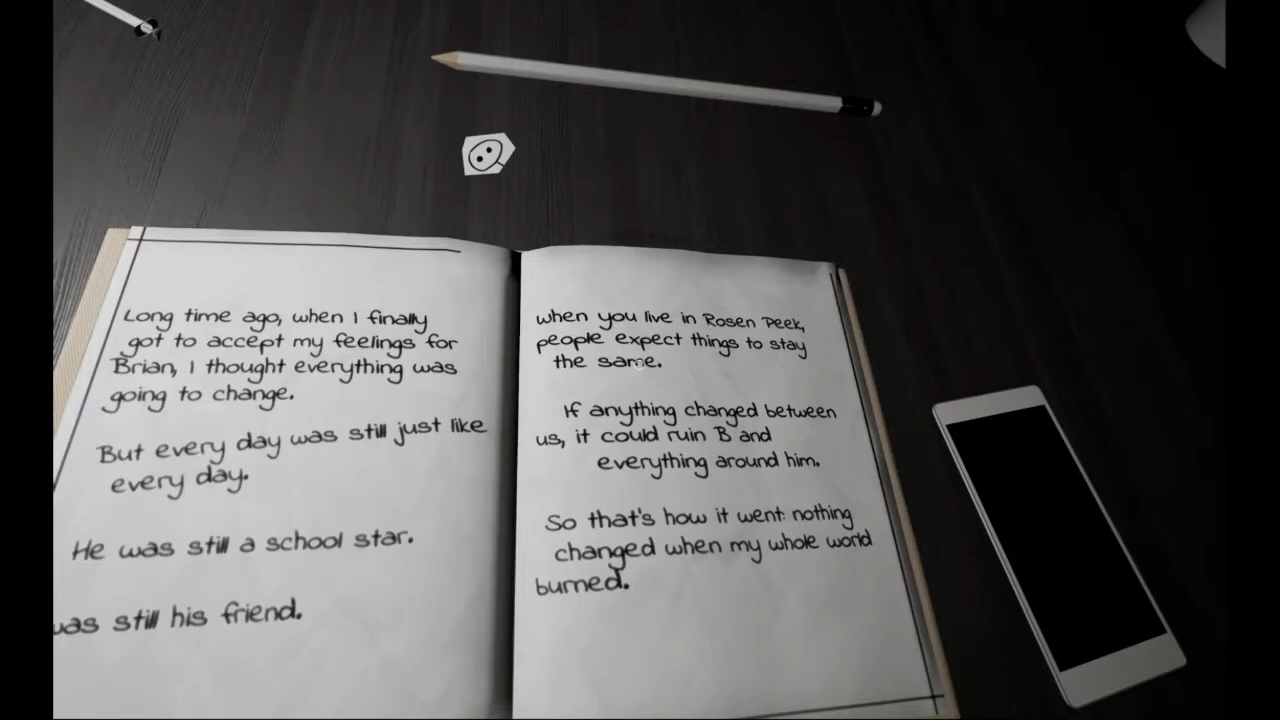 Long time ago, when I finally
got to accept my feelings for
Brian, I thought everything was
going to change.
But every day was still just like
every day.
He was still a school star.
was still his friend.
when you live in Rosen Peek,
people expect things to stay
the same.
If anything changed between
us, it could ruin B and
everything around him.
So that's how it went: nothing
changed when my whole world
burned.